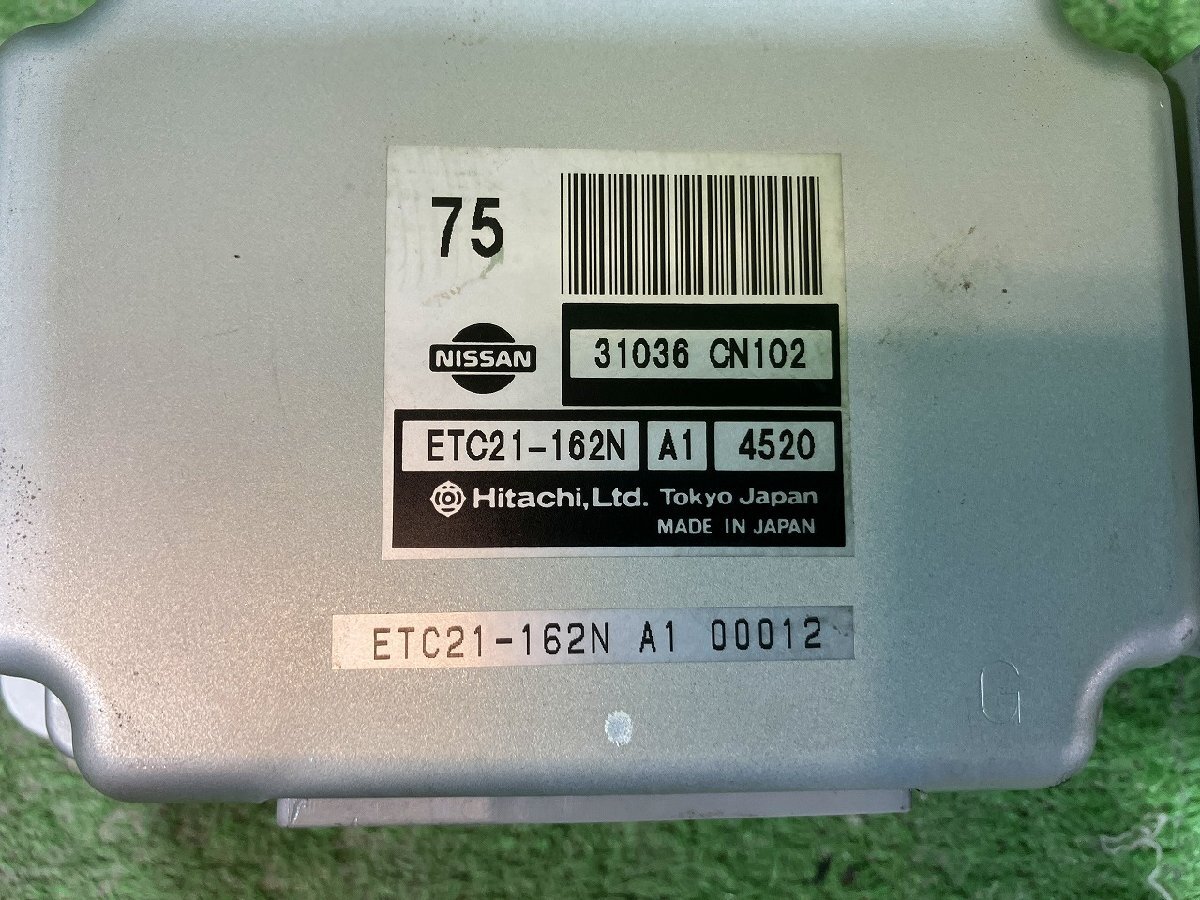 75
NISSAN
31036 CN102
ETC21-162N A1 4520
Hitachi, Ltd. Tokyo Japan
MADE IN JAPAN
ETC21-162N A1 00012
G